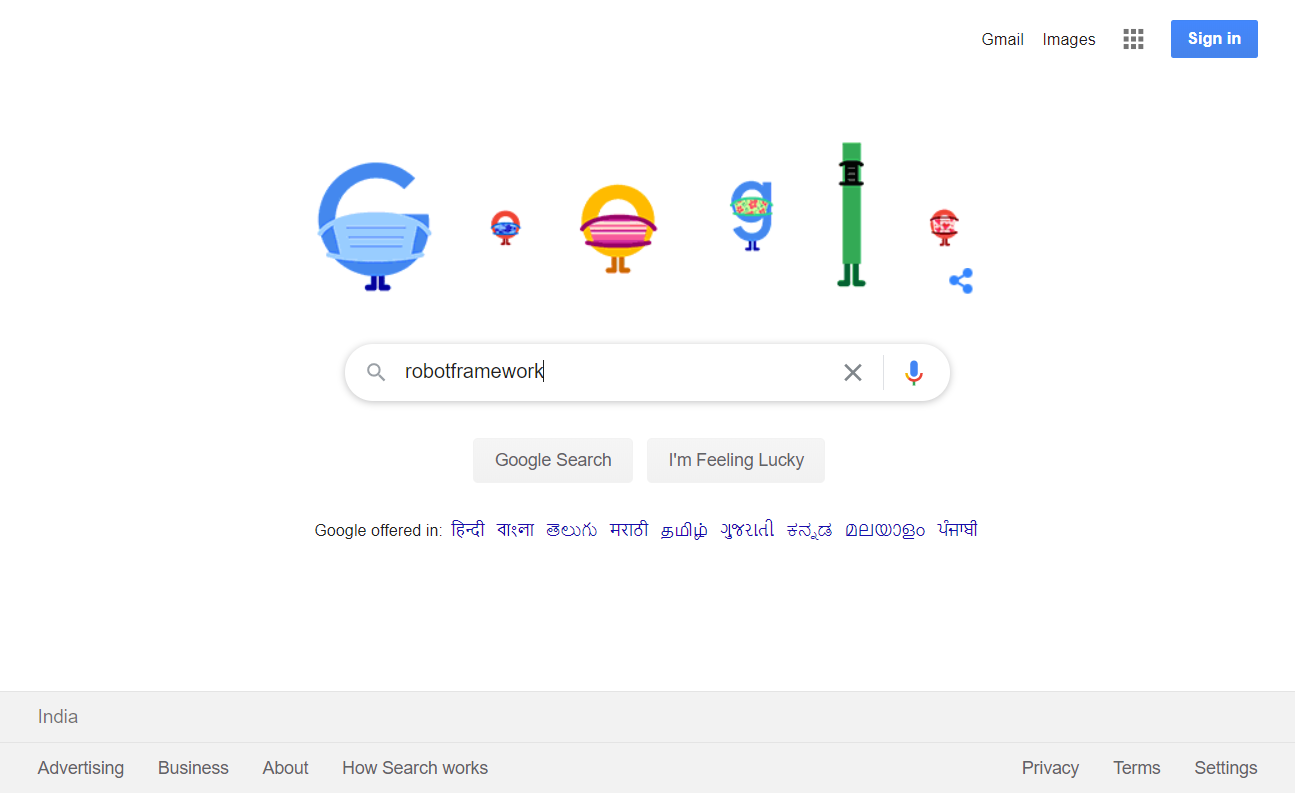 Gmail Images Sign in
Google
robotframework
Google Search I'm Feeling Lucky
Google offered in: हिन्दी বাংলা తెలుగు मराठी தமிழ் ગુજરાતી ಕನ್ನಡ മലയാളം ਪੰਜਾਬੀ
India
Advertising Business About How Search works Privacy Terms Settings